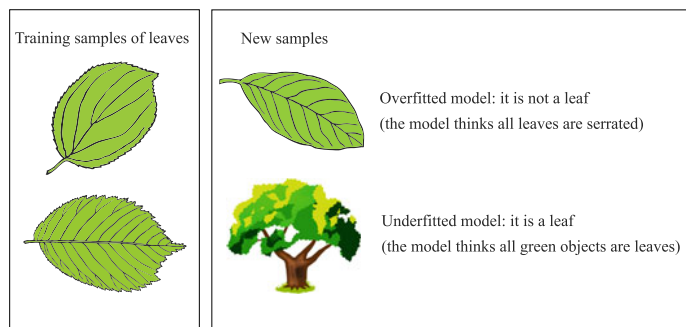 Training samples of leaves
New samples
Overfitted model: it is not a leaf
(the model thinks all leaves are serrated)
Underfitted model: it is a leaf
(the model thinks all green objects are leaves)